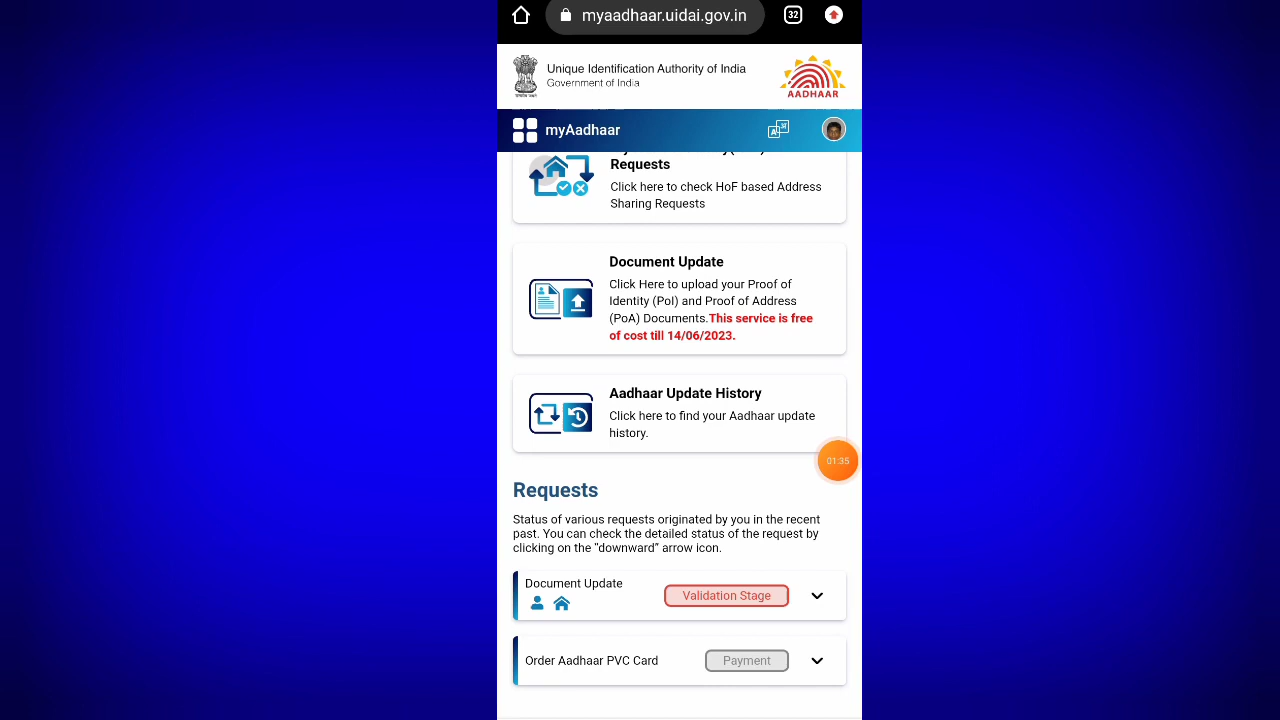 myaadhaar.uidai.gov.in
32
Unique Identification Authority of India
Government of India
AADHAAR
myAadhaar
Requests
Click here to check HoF based Address
Sharing Requests
Document Update
Click Here to upload your Proof of
Identity (PoI) and Proof of Address
(PoA) Documents.This service is free
of cost till 14/06/2023.
Aadhaar Update History
Click here to find your Aadhaar update
history.
01:35
Requests
Status of various requests originated by you in the recent
past. You can check the detailed status of the request by
clicking on the "downward" arrow icon.
Document Update
Validation Stage
Order Aadhaar PVC Card
Payment